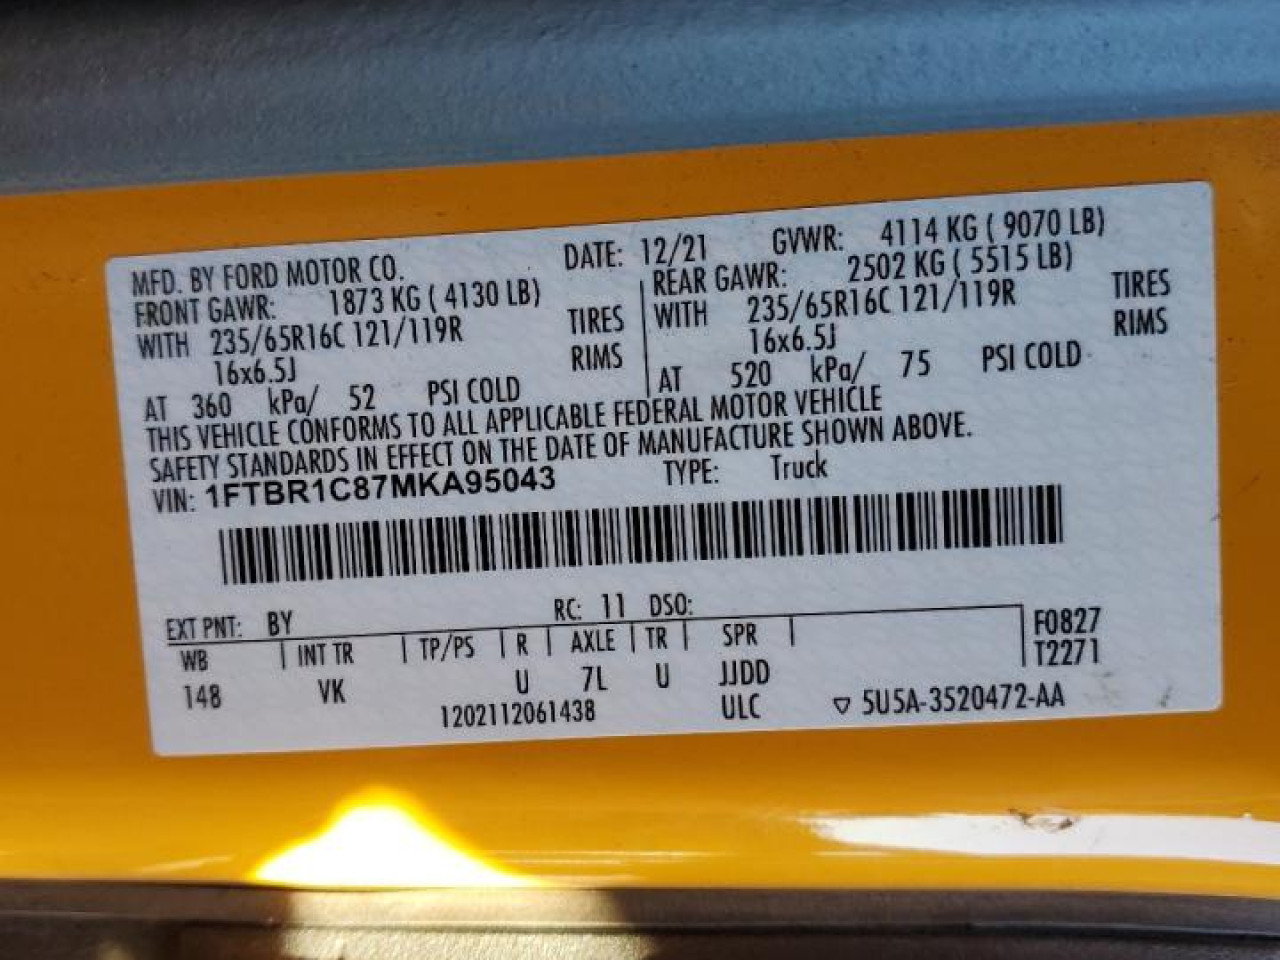 MFD. BY FORD MOTOR CO. DATE: 12/21 GVWR: 4114 KG ( 9070 LB)
FRONT GAWR: 1873 KG ( 4130 LB) REAR GAWR: 2502 KG ( 5515 LB)
WITH 235/65R16C 121/119R TIRES WITH 235/65R16C 121/119R TIRES
16x6.5J RIMS 16x6.5J RIMS
AT 360 kPa/ 52 PSI COLD AT 520 kPa/ 75 PSI COLD
THIS VEHICLE CONFORMS TO ALL APPLICABLE FEDERAL MOTOR VEHICLE
SAFETY STANDARDS IN EFFECT ON THE DATE OF MANUFACTURE SHOWN ABOVE.
VIN: 1FTBR1C87MKA95043 TYPE: Truck
EXT PNT: BY RC: 11 DSO:
WB INT TR TP/PS R AXLE TR SPR F0827
148 VK U 7L U JJDD T2271
1202112061438 ULC ▽ 5U5A-3520472-AA